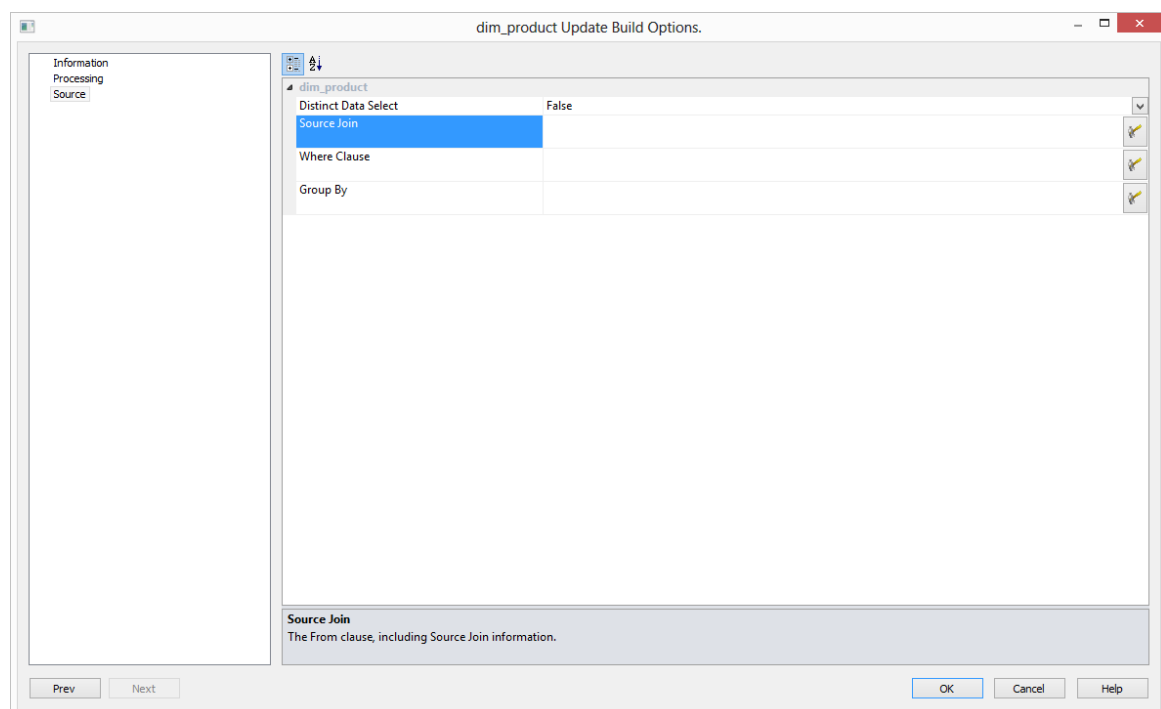 dim_product Update Build Options.
Information
Processing
Source
dim_product
Distinct Data Select False
Source Join
Where Clause
Group By
Source Join
The From clause, including Source Join information.
Prev Next OK Cancel Help